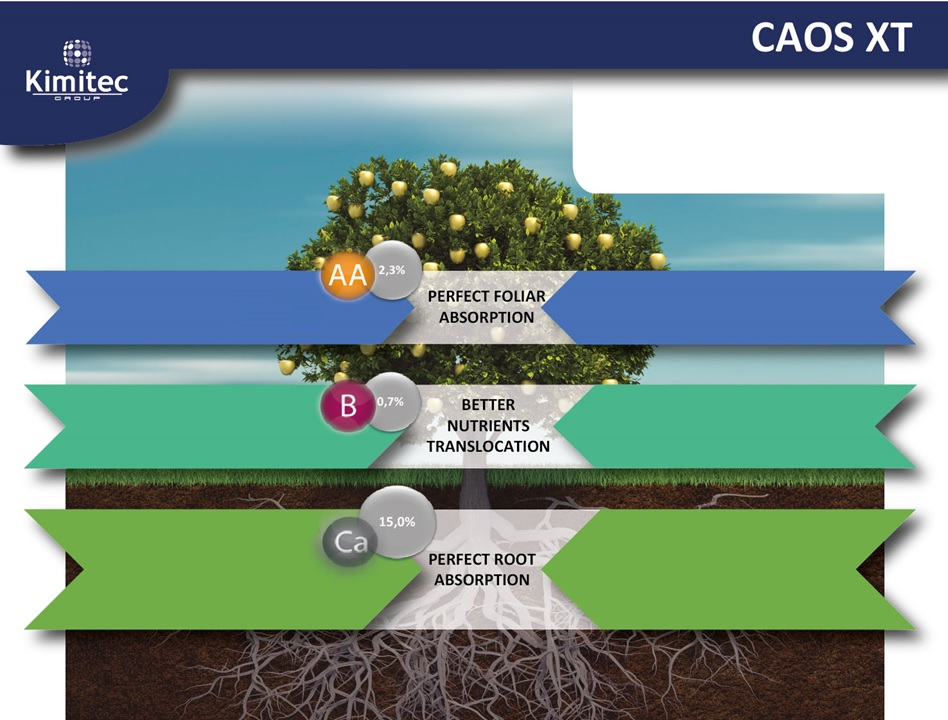 CAOS XT
Kimitec
GROUP
AA 2,3%
PERFECT FOLIAR
ABSORPTION
B 0,7%
BETTER
NUTRIENTS
TRANSLOCATION
15,0%
Ca
PERFECT ROOT
ABSORPTION